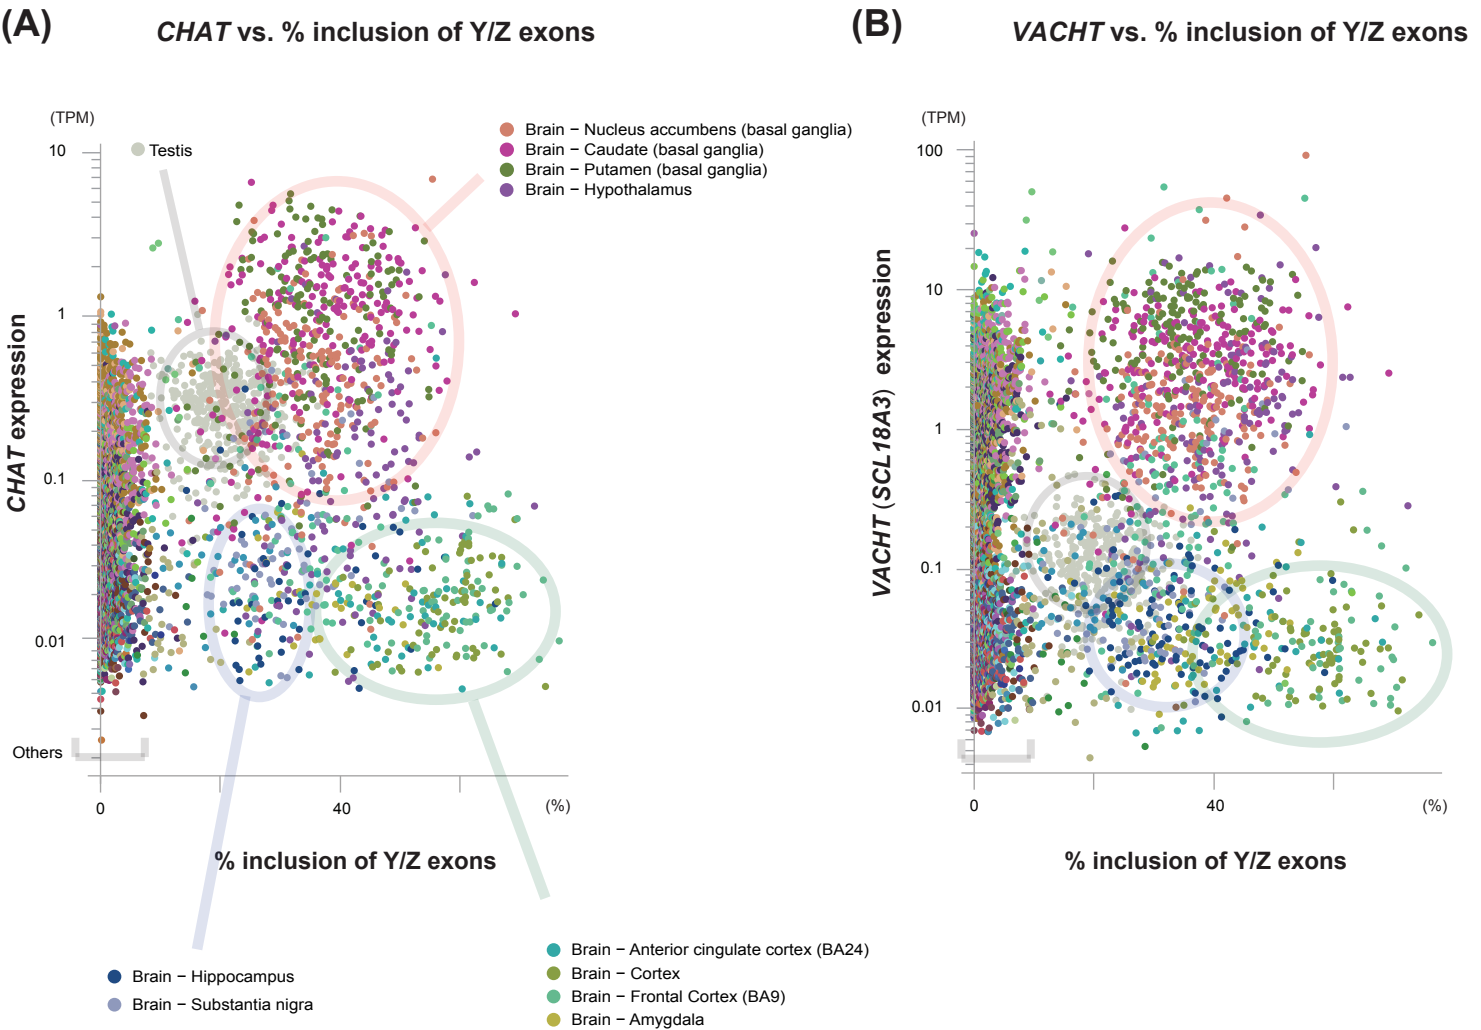 (A)
CHAT vs. % inclusion of Y/Z exons
(TPM)
10
1
0.1
0.01
Others
CHAT expression
Testis
Brain − Nucleus accumbens (basal ganglia)
Brain − Caudate (basal ganglia)
Brain − Putamen (basal ganglia)
Brain − Hypothalamus
0
40
(%)
% inclusion of Y/Z exons
Brain − Hippocampus
Brain − Substantia nigra
Brain − Anterior cingulate cortex (BA24)
Brain − Cortex
Brain − Frontal Cortex (BA9)
Brain − Amygdala
(B)
VACHT vs. % inclusion of Y/Z exons
(TPM)
100
10
1
0.1
0.01
VACHT (SCL18A3) expression
0
40
(%)
% inclusion of Y/Z exons